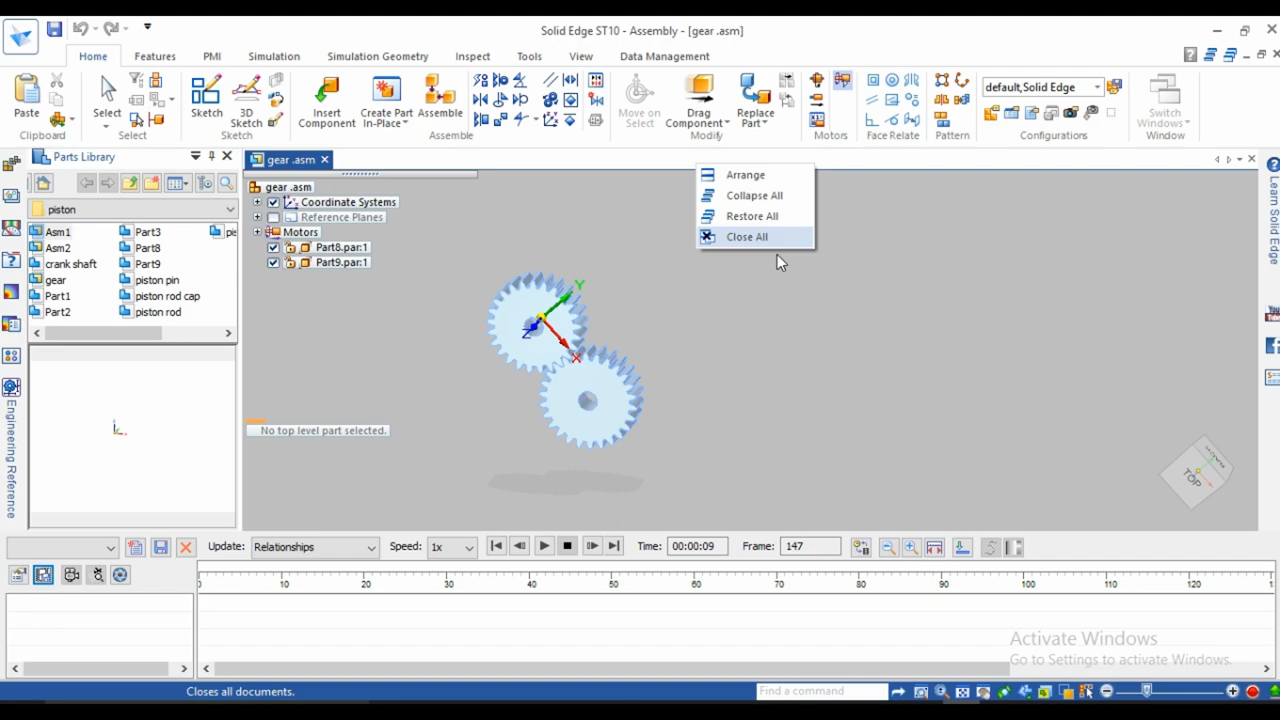 Solid Edge ST10 - Assembly - [gear .asm]
Home Features PMI Simulation Simulation Geometry Inspect Tools View Data Management
Paste
Select
Sketch
3D Sketch
Insert Component
Create Part In-Place
Assemble
Move on Select
Drag Component
Replace Part
Switch Windows
default,Solid Edge
Clipboard Select Sketch Assemble Modify Motors Face Relate Pattern Configurations Window
Parts Library
gear .asm
piston
Asm1 Part3 pis
Asm2 Part8
crank shaft Part9
gear piston pin
Part1 piston rod cap
Part2 piston rod
gear .asm
Coordinate Systems
Reference Planes
Motors
Part8.par:1
Part9.par:1
No top level part selected.
Arrange
Collapse All
Restore All
Close All
Y
Z
X
TOP
Learn Solid Edge
Engineering Reference
Update: Relationships Speed: 1x Time: 00:00:09 Frame: 147
0 10 20 30 40 50 60 70 80 90 100 110 120
Activate Windows
Go to Settings to activate Windows.
Closes all documents.
Find a command